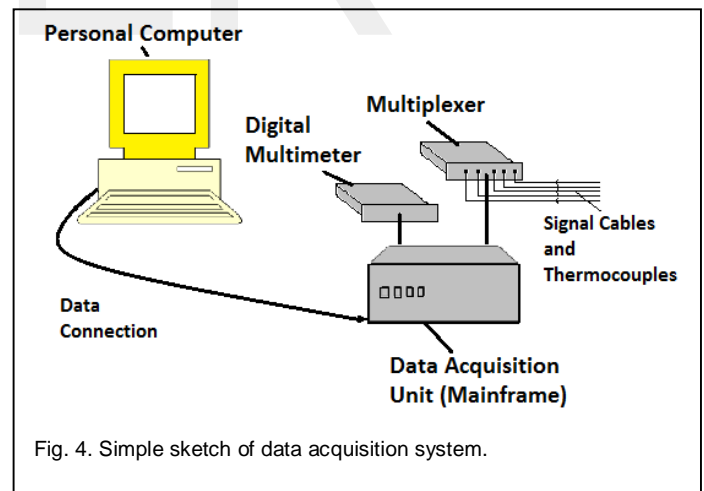 Personal Computer
Multiplexer
Digital
Multimeter
Signal Cables
and
Thermocouples
Data
Connection
Data Acquisition
Unit (Mainframe)
Fig. 4. Simple sketch of data acquisition system.